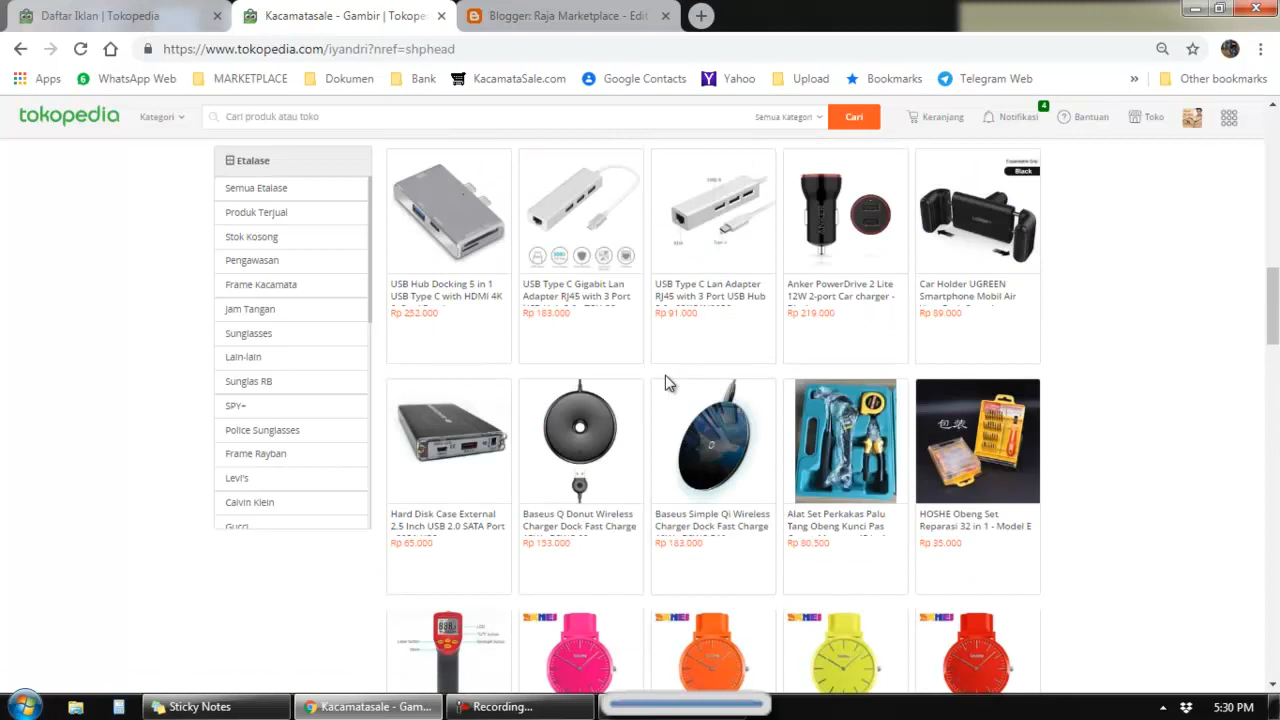 Daftar Iklan | Tokopedia
Kacamatasale - Gambir | Tokope
Blogger: Raja Marketplace - Edit
https://www.tokopedia.com/iyandri?nref=shphead
Apps
WhatsApp Web
MARKETPLACE
Dokumen
Bank
KacamataSale.com
Google Contacts
Yahoo
Upload
Bookmarks
Telegram Web
»
Other bookmarks
tokopedia
Kategori
Cari produk atau toko
Semua Kategori
Cari
Keranjang
Notifikasi
4
Bantuan
Toko
Etalase
Semua Etalase
Produk Terjual
Stok Kosong
Pengawasan
Frame Kacamata
Jam Tangan
Sunglasses
Lain-lain
Sunglas RB
SPY+
Police Sunglasses
Frame Rayban
Levi's
Calvin Klein
Gucci
Black
USB Hub Docking 5 in 1
USB Type C with HDMI 4K
Rp 252.000
USB Type C Gigabit Lan
Adapter RJ45 with 3 Port
Rp 183.000
USB Type C Lan Adapter
RJ45 with 3 Port USB Hub
Rp 91.000
Anker PowerDrive 2 Lite
12W 2-port Car charger -
Rp 219.000
Car Holder UGREEN
Smartphone Mobil Air
Rp 89.000
包装
Hard Disk Case External
2.5 Inch USB 2.0 SATA Port
Rp 65.000
Baseus Q Donut Wireless
Charger Dock Fast Charge
Rp 153.000
Baseus Simple Qi Wireless
Charger Dock Fast Charge
Rp 183.000
Alat Set Perkakas Palu
Tang Obeng Kunci Pas
Rp 80.500
HOSHE Obeng Set
Reparasi 32 in 1 - Model E
Rp 35.000
Sticky Notes
Kacamatasale - Gam...
Recording...
5:30 PM